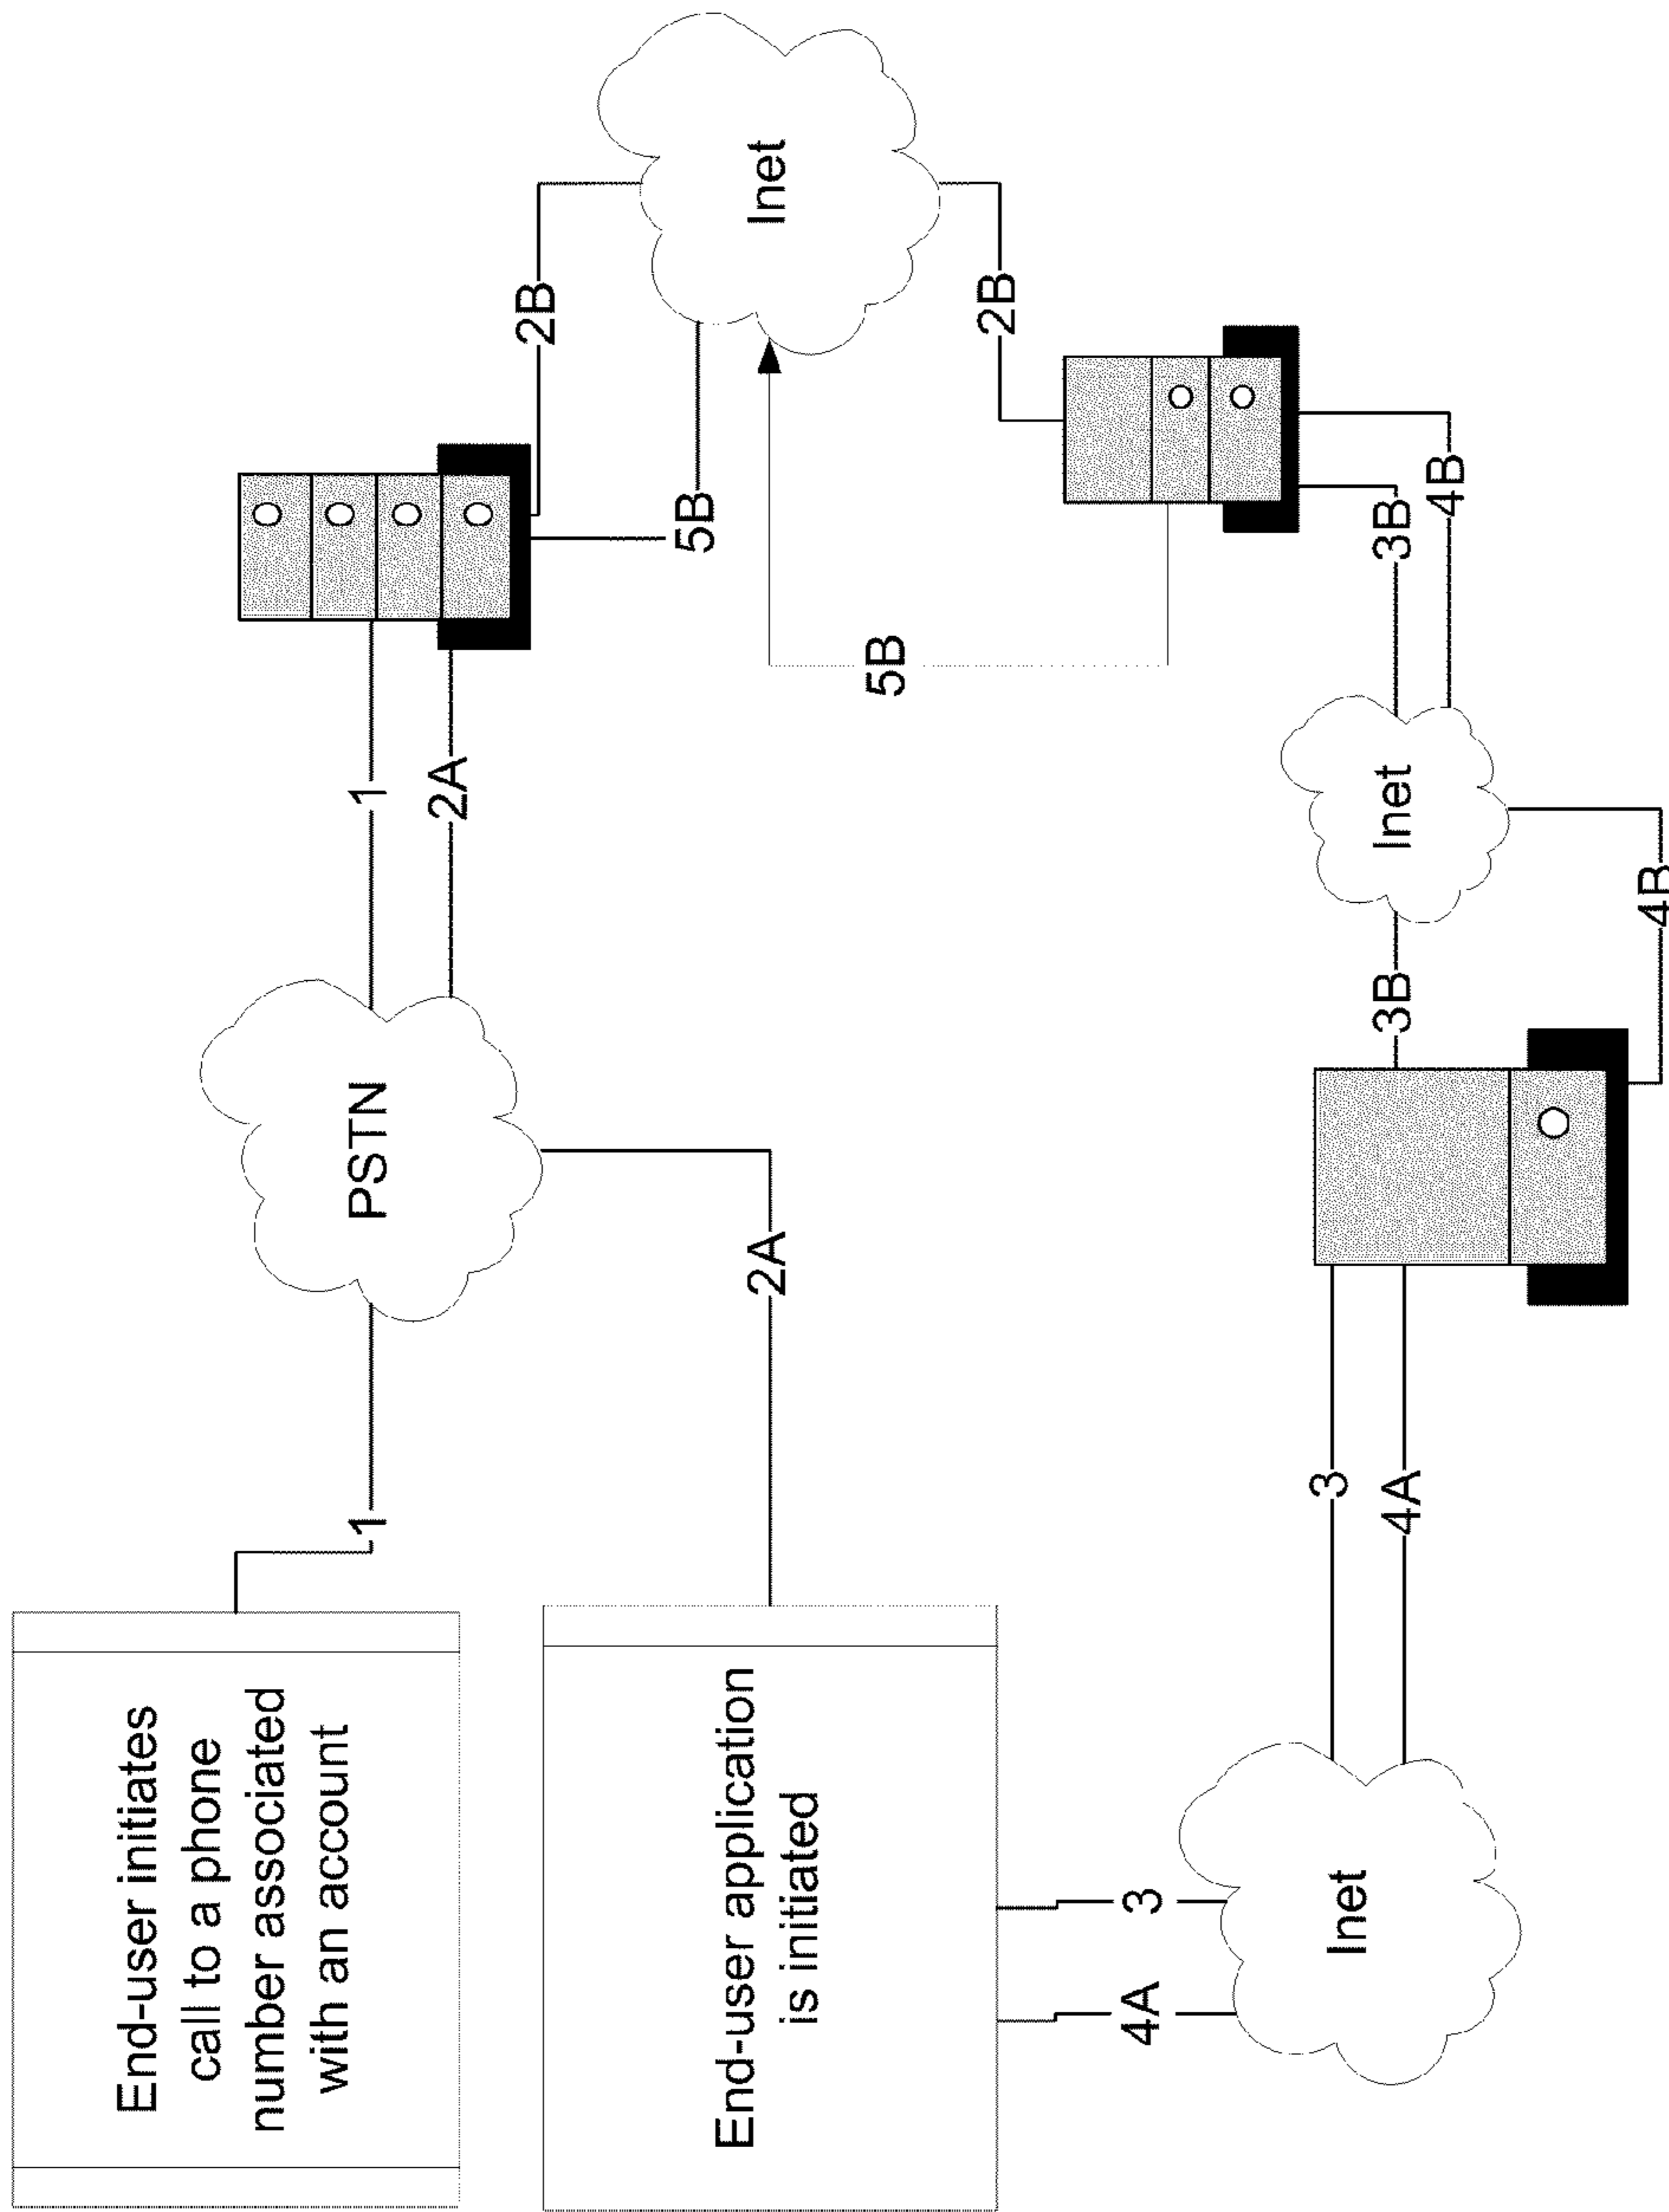 End-user initiates
call to a phone
number associated
with an account
1
PSTN
1
2A
2B
5B
End-user application
is initiated
2A
Inet
5B
2B
4A
3
3
Inet
4A
3B
Inet
3B
4B
4B